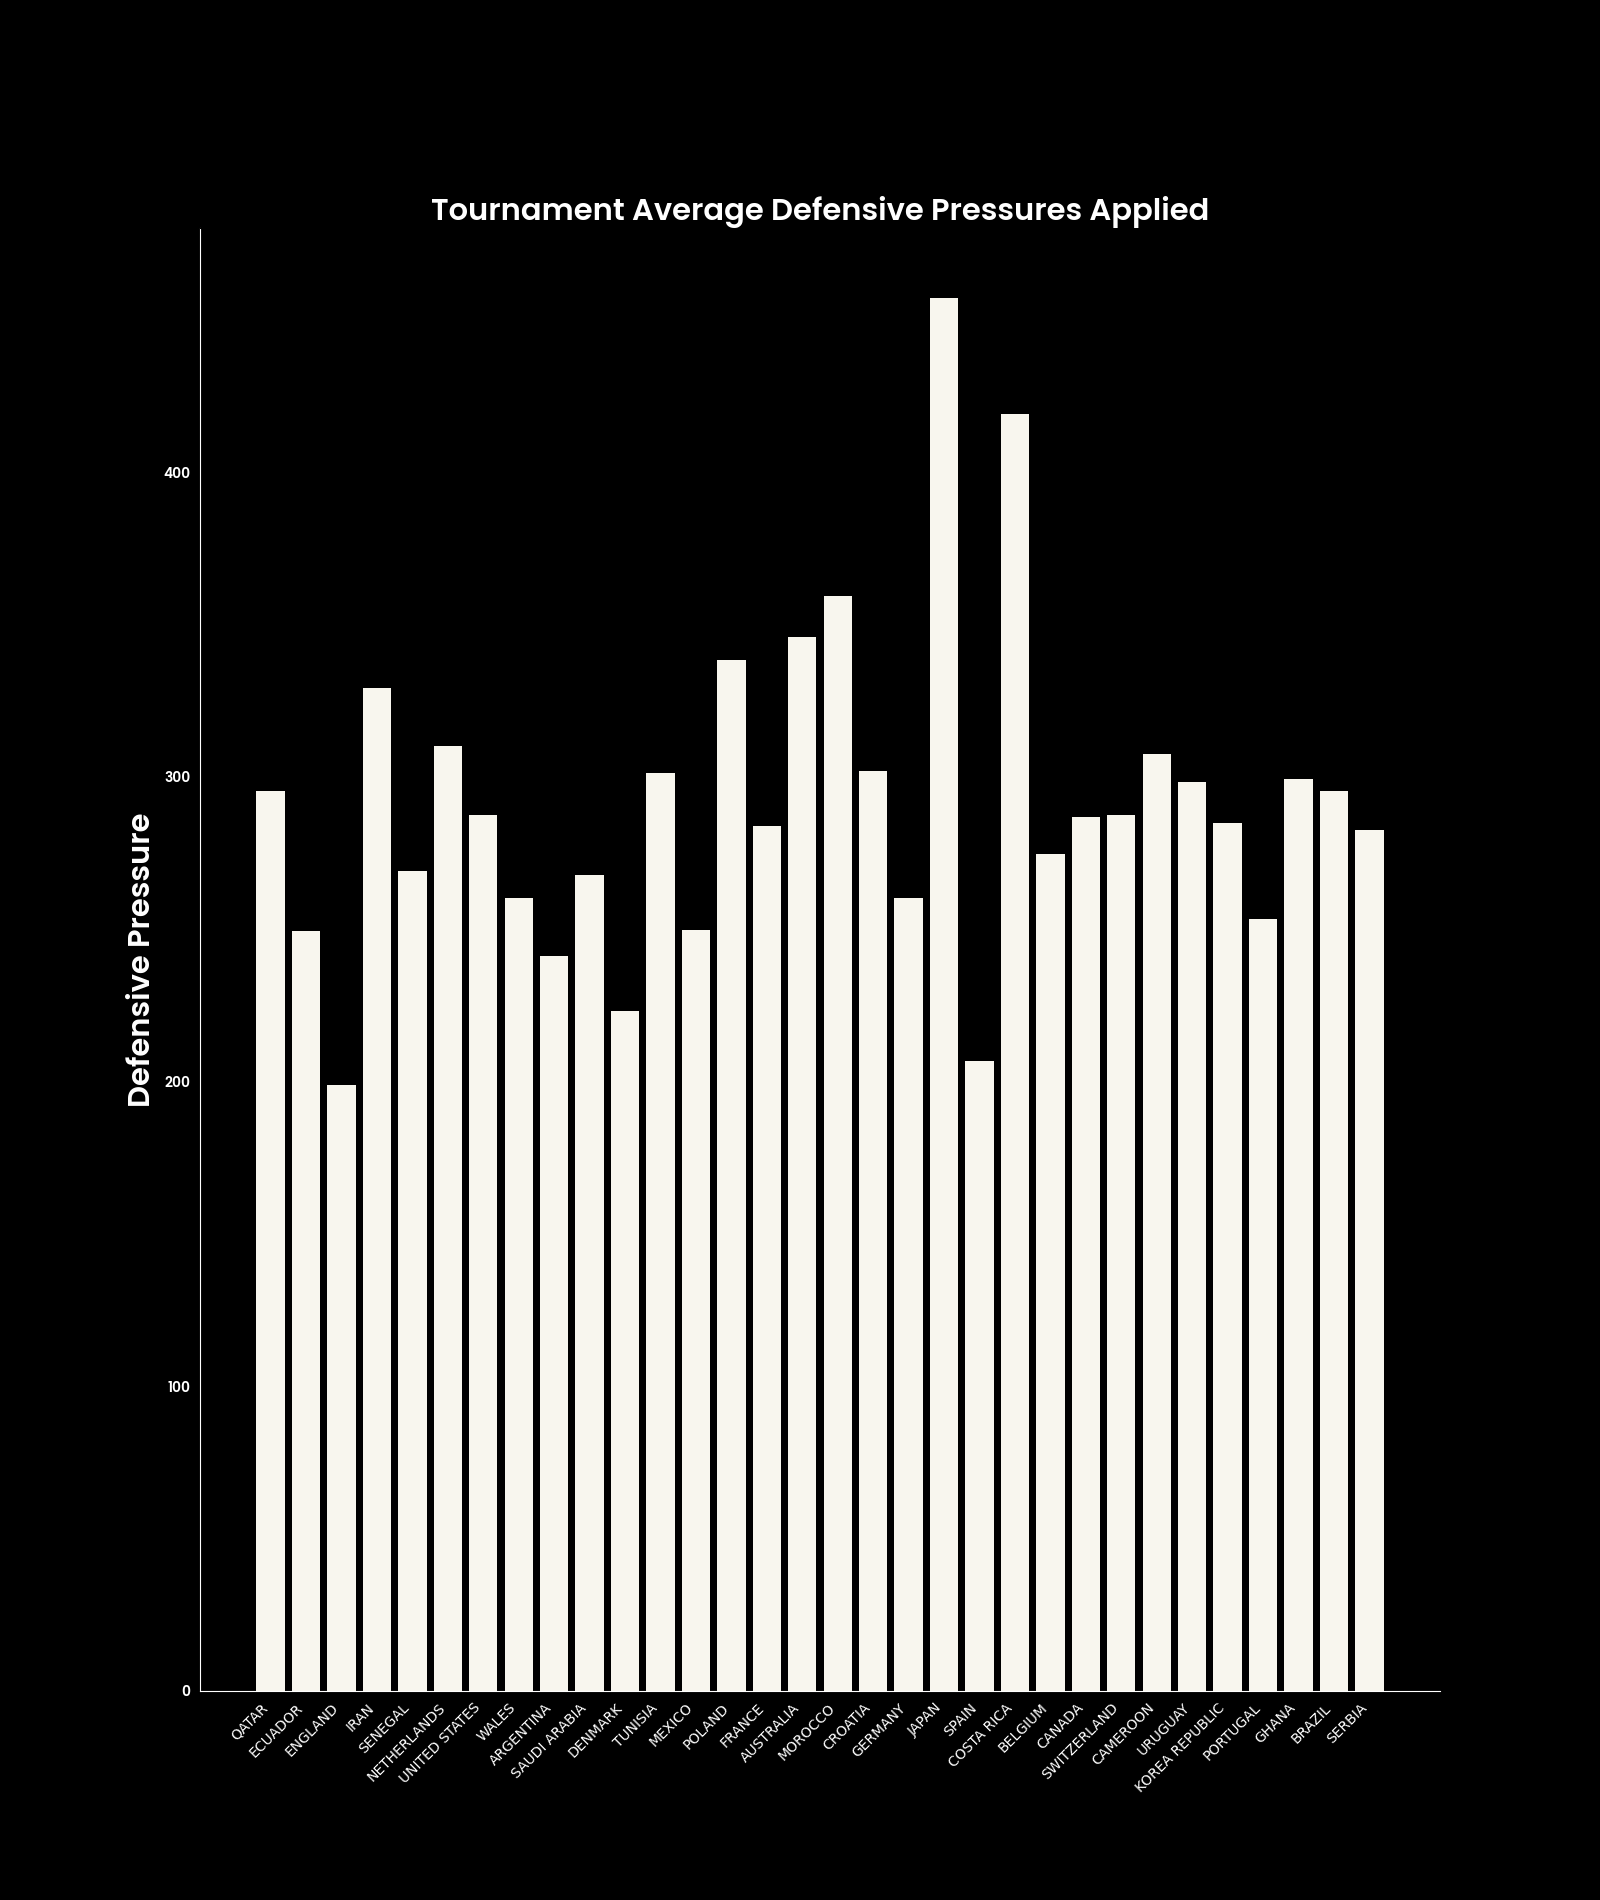 Tournament Average Defensive Pressures Applied
Defensive Pressure
400
300
200
100
0
QATAR
ECUADOR
ENGLAND
IRAN
SENEGAL
NETHERLANDS
UNITED STATES
WALES
ARGENTINA
SAUDI ARABIA
DENMARK
TUNISIA
MEXICO
POLAND
FRANCE
AUSTRALIA
MOROCCO
CROATIA
GERMANY
JAPAN
SPAIN
COSTA RICA
BELGIUM
CANADA
SWITZERLAND
CAMEROON
URUGUAY
KOREA REPUBLIC
PORTUGAL
GHANA
BRAZIL
SERBIA